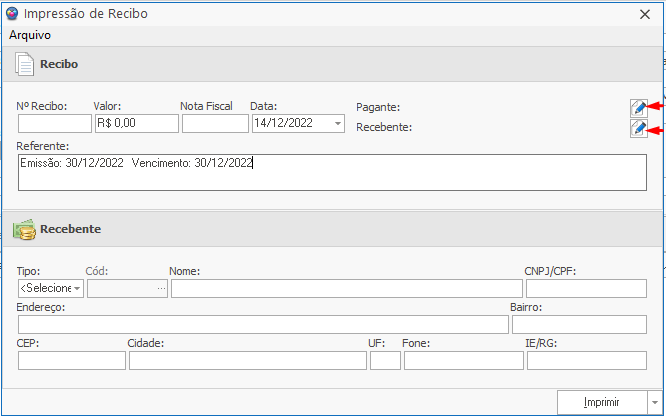 Impressão de Recibo
Arquivo
Recibo
Nº Recibo: Valor: Nota Fiscal Data: Pagante:
R$ 0,00 14/12/2022 Recebente:
Referente:
Emissão: 30/12/2022 Vencimento: 30/12/2022
Recebente
Tipo: Cód: Nome: CNPJ/CPF:
<Selecione ...
Endereço: Bairro:
CEP: Cidade: UF: Fone: IE/RG:
Imprimir